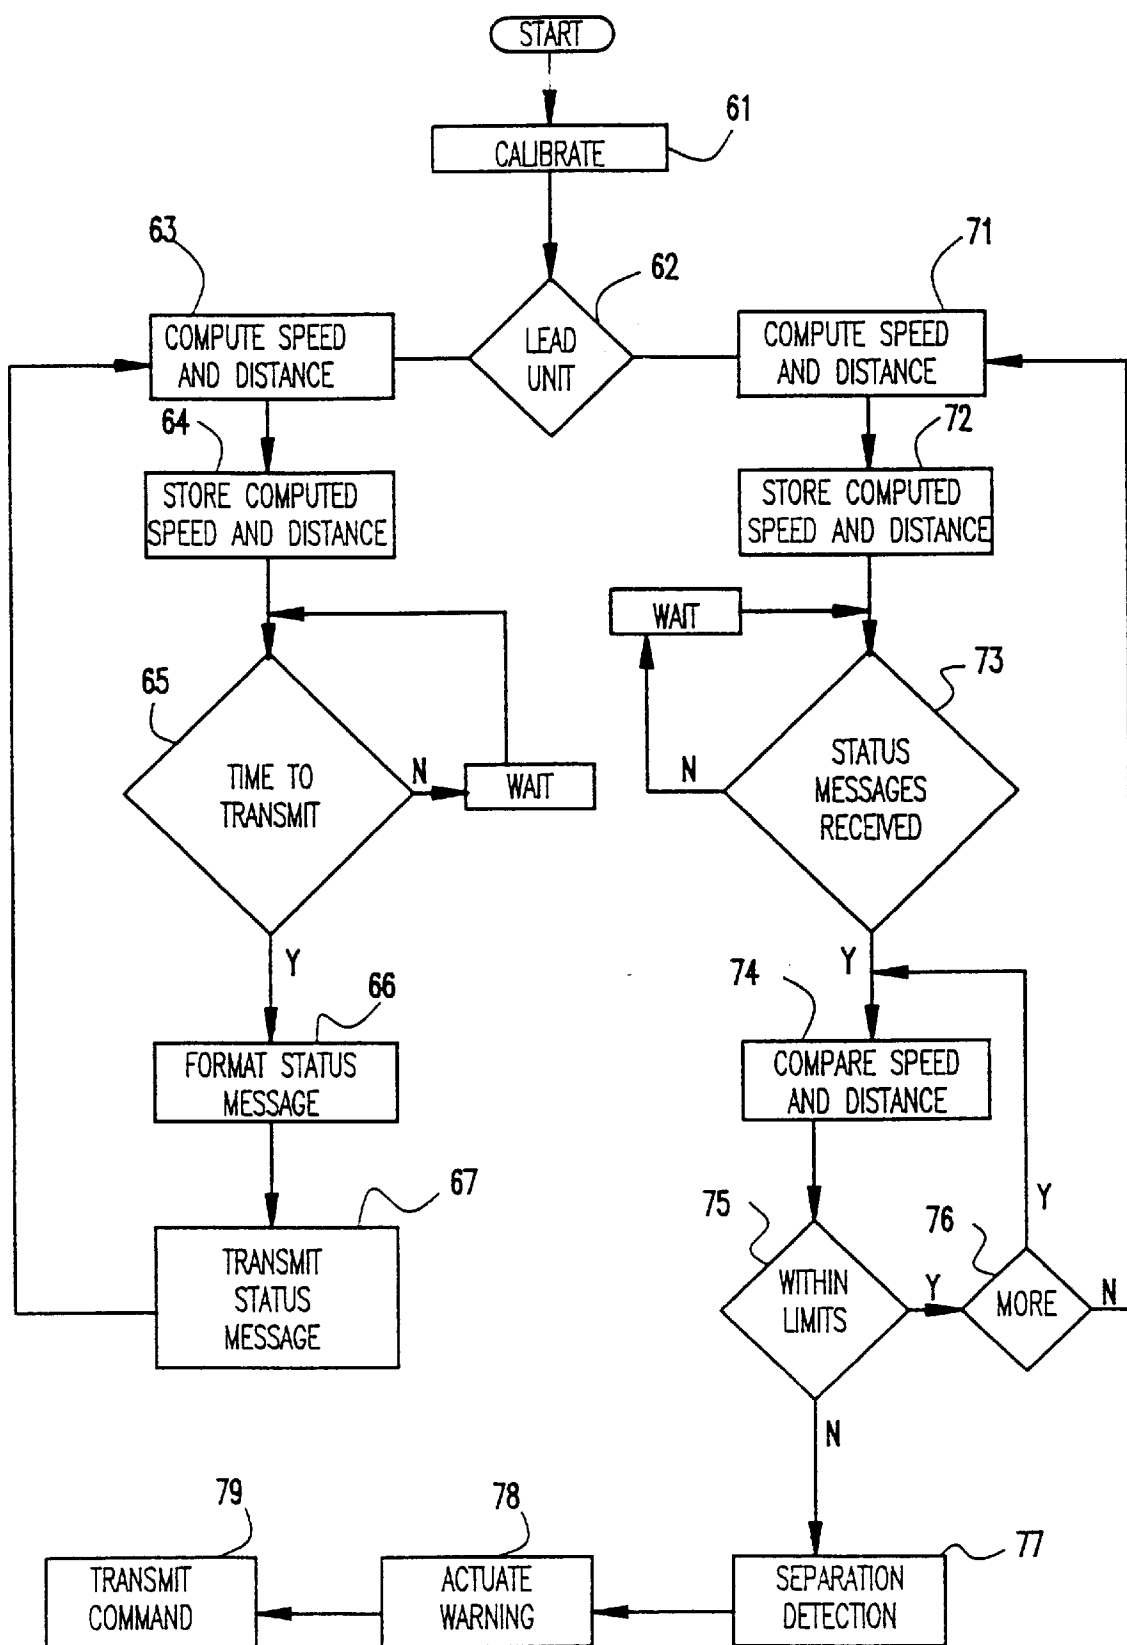 START
CALIBRATE
61
63
62
71
COMPUTE SPEED
AND DISTANCE
LEAD
UNIT
COMPUTE SPEED
AND DISTANCE
64
72
STORE COMPUTED
SPEED AND DISTANCE
STORE COMPUTED
SPEED AND DISTANCE
WAIT
65
73
TIME TO
TRANSMIT
N
WAIT
N
STATUS
MESSAGES
RECEIVED
Y
Y
66
74
FORMAT STATUS
MESSAGE
COMPARE SPEED
AND DISTANCE
67
75
76
Y
TRANSMIT
STATUS
MESSAGE
WITHIN
LIMITS
Y
MORE
N
N
79
78
77
TRANSMIT
COMMAND
ACTUATE
WARNING
SEPARATION
DETECTION